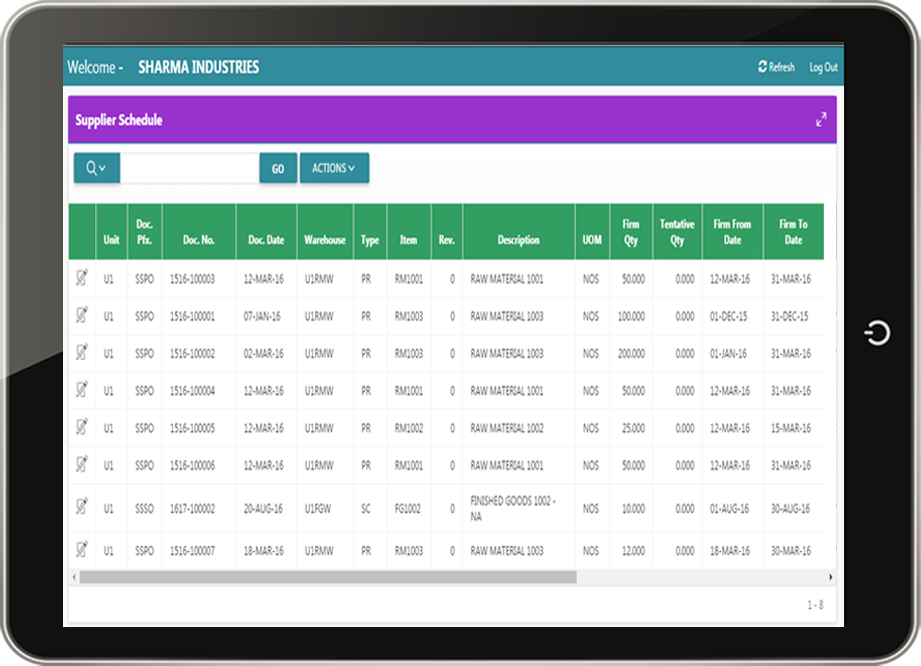 Welcome - SHARMA INDUSTRIES Refresh Log Out
Supplier Schedule
GO ACTIONS
Unit Doc. Pfx. Doc. No. Doc. Date Warehouse Type Item Rev. Description UOM Firm Qty Tentative Qty Firm From Date Firm To Date
U1 SSPO 1516-100003 12-MAR-16 U1RMW PR RM1001 0 RAW MATERIAL 1001 NOS 50.000 0.000 12-MAR-16 31-MAR-16
U1 SSPO 1516-100001 07-JAN-16 U1RMW PR RM1003 0 RAW MATERIAL 1003 NOS 100.000 0.000 01-DEC-15 31-DEC-15
U1 SSPO 1516-100002 02-MAR-16 U1RMW PR RM1003 0 RAW MATERIAL 1003 NOS 200.000 0.000 01-JAN-16 31-MAR-16
U1 SSPO 1516-100004 12-MAR-16 U1RMW PR RM1001 0 RAW MATERIAL 1001 NOS 50.000 0.000 12-MAR-16 31-MAR-16
U1 SSPO 1516-100005 12-MAR-16 U1RMW PR RM1002 0 RAW MATERIAL 1002 NOS 25.000 0.000 12-MAR-16 15-MAR-16
U1 SSPO 1516-100006 12-MAR-16 U1RMW PR RM1001 0 RAW MATERIAL 1001 NOS 50.000 0.000 12-MAR-16 31-MAR-16
U1 SSSO 1617-100002 20-AUG-16 U1FGW SC FG1002 0 FINISHED GOODS 1002 - NA NOS 10.000 0.000 01-AUG-16 30-AUG-16
U1 SSPO 1516-100007 18-MAR-16 U1RMW PR RM1003 0 RAW MATERIAL 1003 NOS 12.000 0.000 18-MAR-16 30-MAR-16
1 - 8